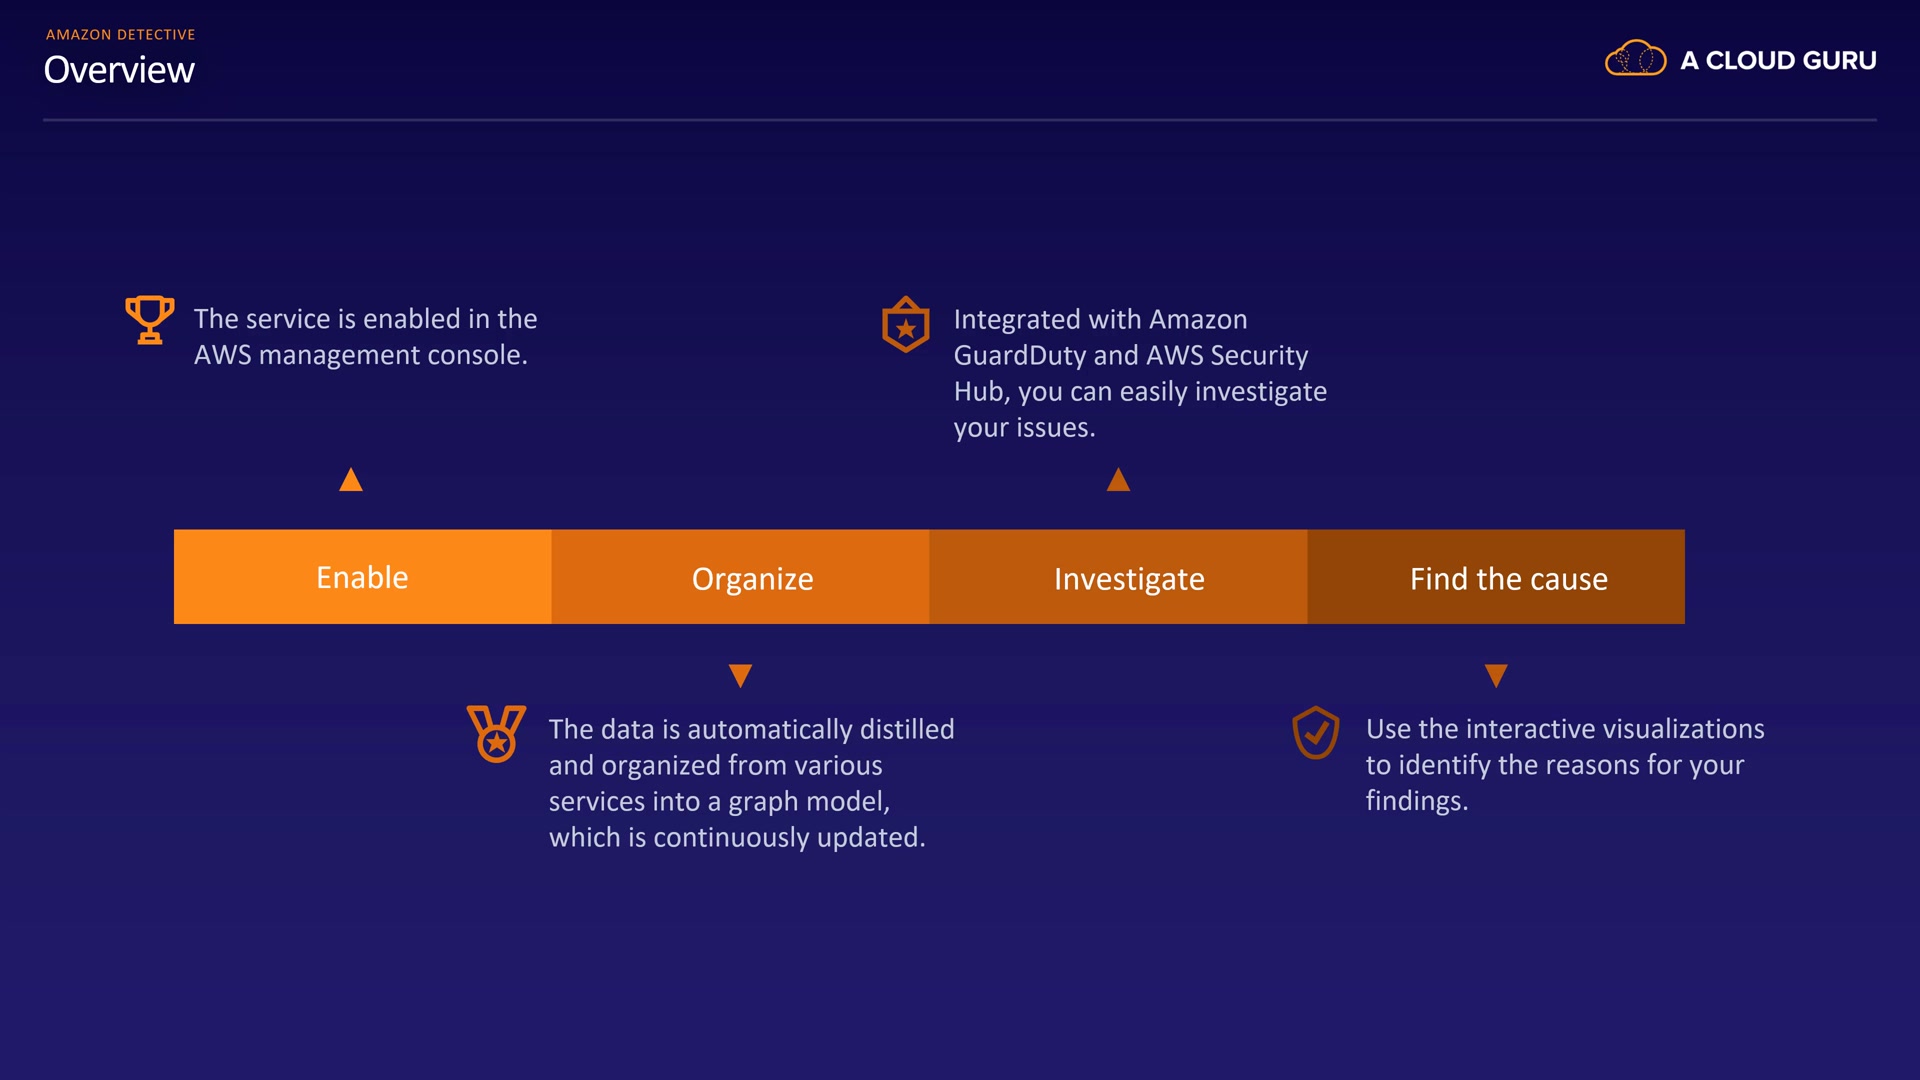 AMAZON DETECTIVE
Overview
A CLOUD GURU
The service is enabled in the
AWS management console.
Integrated with Amazon
GuardDuty and AWS Security
Hub, you can easily investigate
your issues.
Enable
Organize
Investigate
Find the cause
The data is automatically distilled
and organized from various
services into a graph model,
which is continuously updated.
Use the interactive visualizations
to identify the reasons for your
findings.